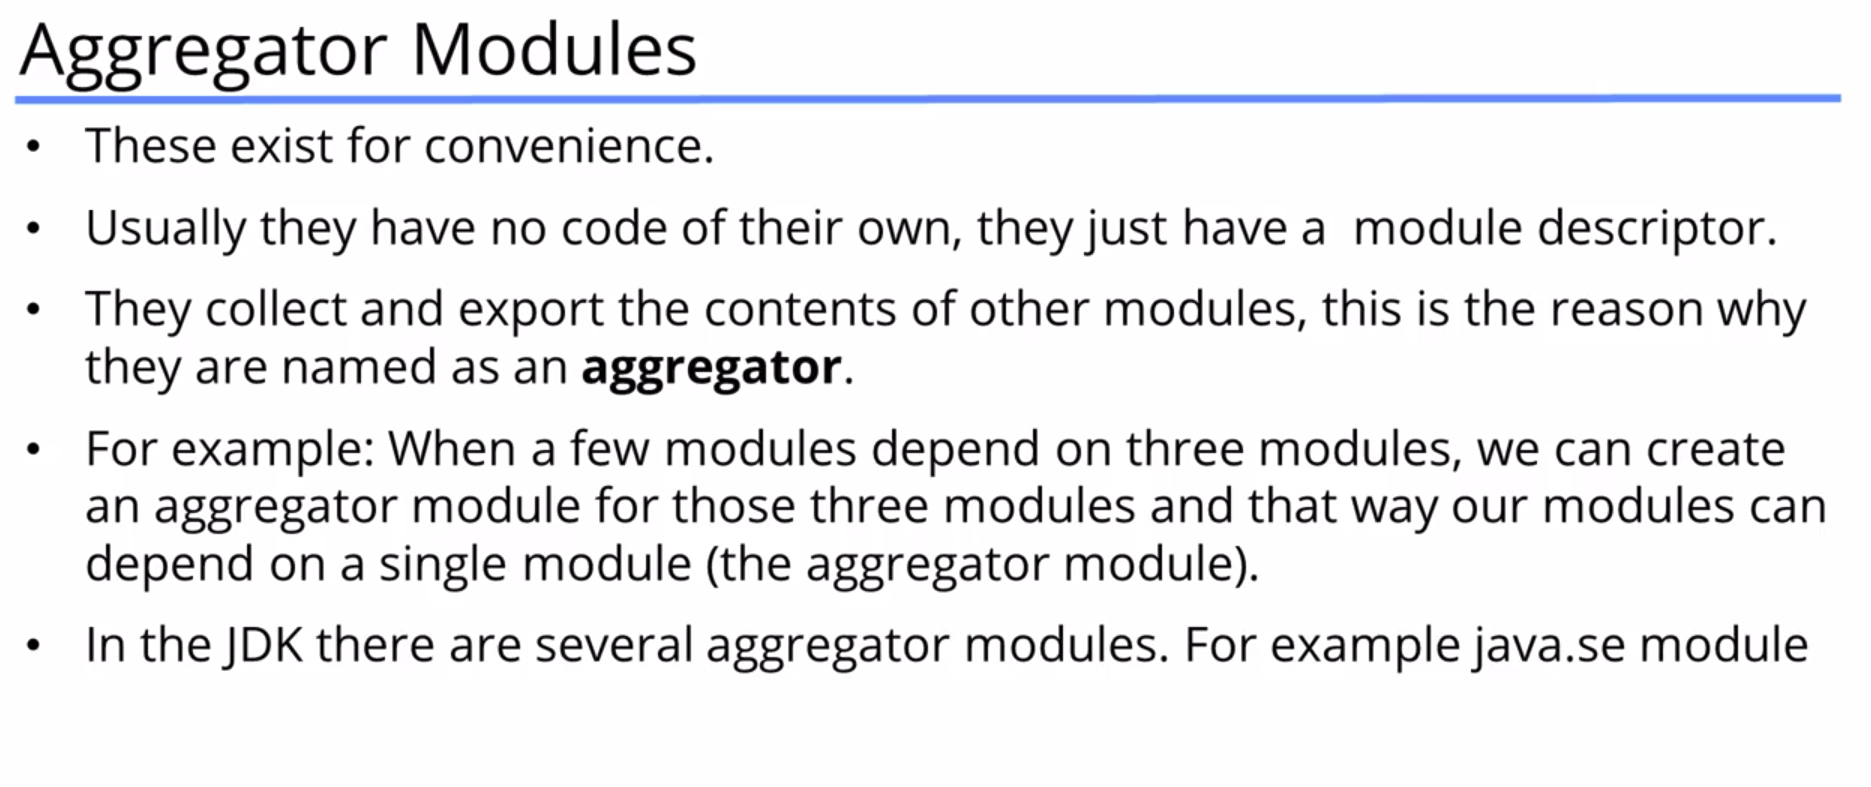 Aggregator Modules
• These exist for convenience.
• Usually they have no code of their own, they just have a  module descriptor.
• They collect and export the contents of other modules, this is the reason why
they are named as an aggregator.
• For example: When a few modules depend on three modules, we can create
an aggregator module for those three modules and that way our modules can
depend on a single module (the aggregator module).
• In the JDK there are several aggregator modules. For example java.se module